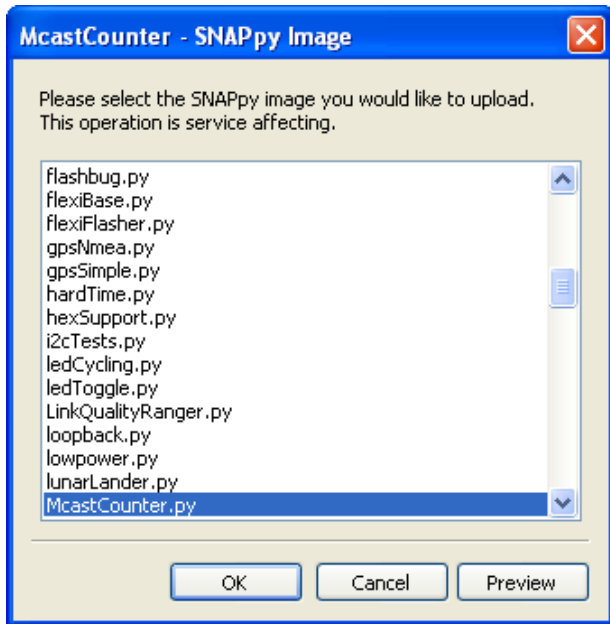 McastCounter - SNAPpy Image
Please select the SNAPpy image you would like to upload.
This operation is service affecting.
flashbug.py
flexiBase.py
flexiFlasher.py
gpsNmea.py
gpsSimple.py
hardTime.py
hexSupport.py
i2cTests.py
ledCycling.py
ledToggle.py
LinkQualityRanger.py
loopback.py
lowpower.py
lunarLander.py
McastCounter.py
OK Cancel Preview